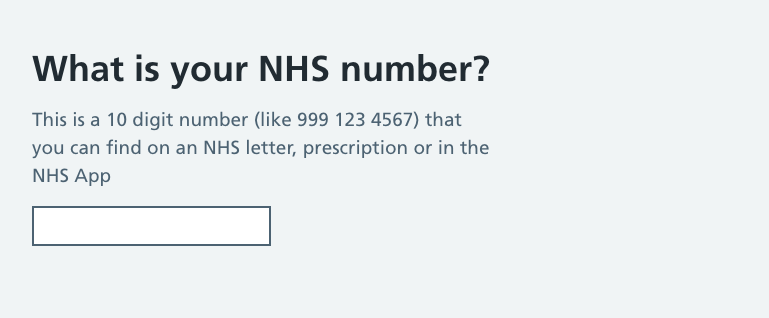 What is your NHS number?
This is a 10 digit number (like 999 123 4567) that
you can find on an NHS letter, prescription or in the
NHS App